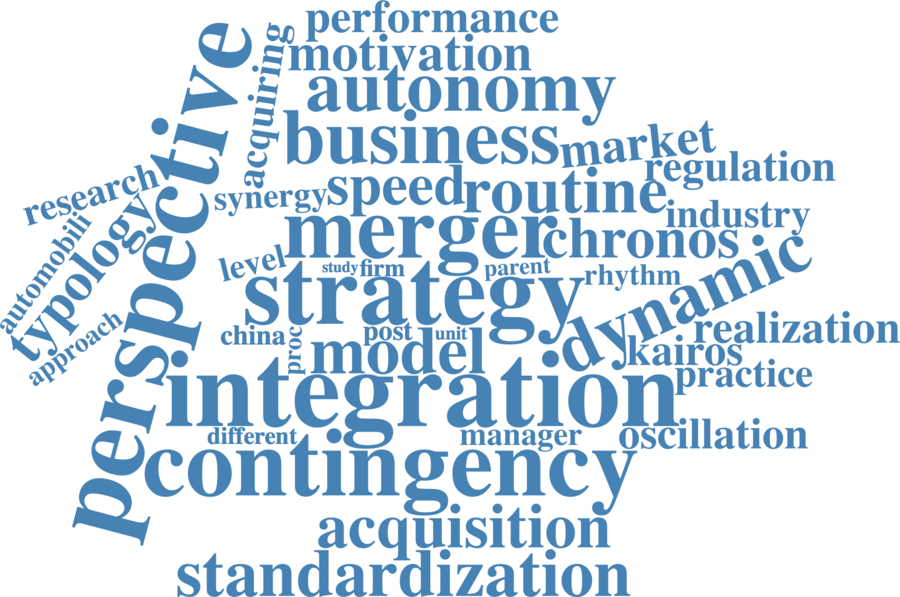 performance
motivation
acquiring
autonomy
perspective
business
market
regulation
research
synergy
speed
routine
automobili
typology
merger
chronos
industry
level
study
firm
parent
rhythm
strategy
dynamic
approach
china
proc
post
unit
model
realization
kairos
integration
practice
different
manager
oscillation
contingency
acquisition
standardization